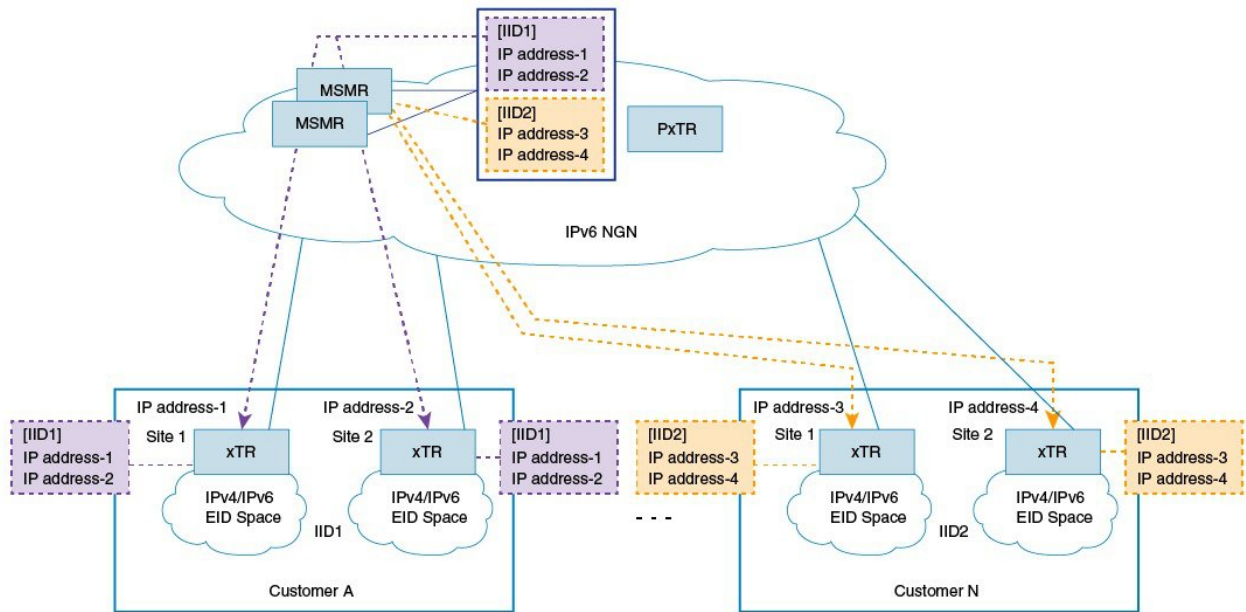 [IID1]
IP address-1
IP address-2
MSMR
MSMR
[IID2]
IP address-3
IP address-4
PxTR
IPv6 NGN
IP address-1
IP address-2
IP address-3
IP address-4
[IID1]
IP address-1
IP address-2
Site 1
xTR
Site 2
xTR
[IID1]
IP address-1
IP address-2
[IID2]
IP address-3
IP address-4
Site 1
xTR
Site 2
xTR
[IID2]
IP address-3
IP address-4
IPv4/IPv6
EID Space
IID1
IPv4/IPv6
EID Space
- - -
IPv4/IPv6
EID Space
IID2
IPv4/IPv6
EID Space
Customer A
Customer N